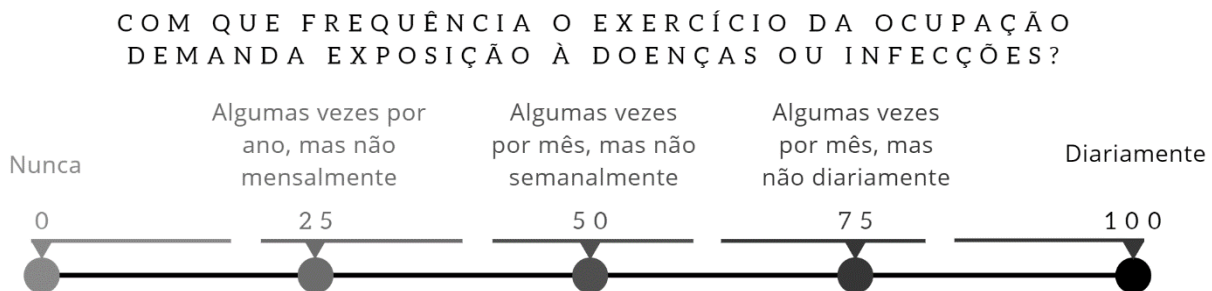 COM QUE FREQUÊNCIA O EXERCÍCIO DA OCUPAÇÃO
DEMANDA EXPOSIÇÃO À DOENÇAS OU INFECÇÕES?
Nunca
Algumas vezes por
ano, mas não
mensalmente
Algumas vezes
por mês, mas não
semanalmente
Algumas vezes
por mês, mas
não diariamente
Diariamente
0
25
50
75
100